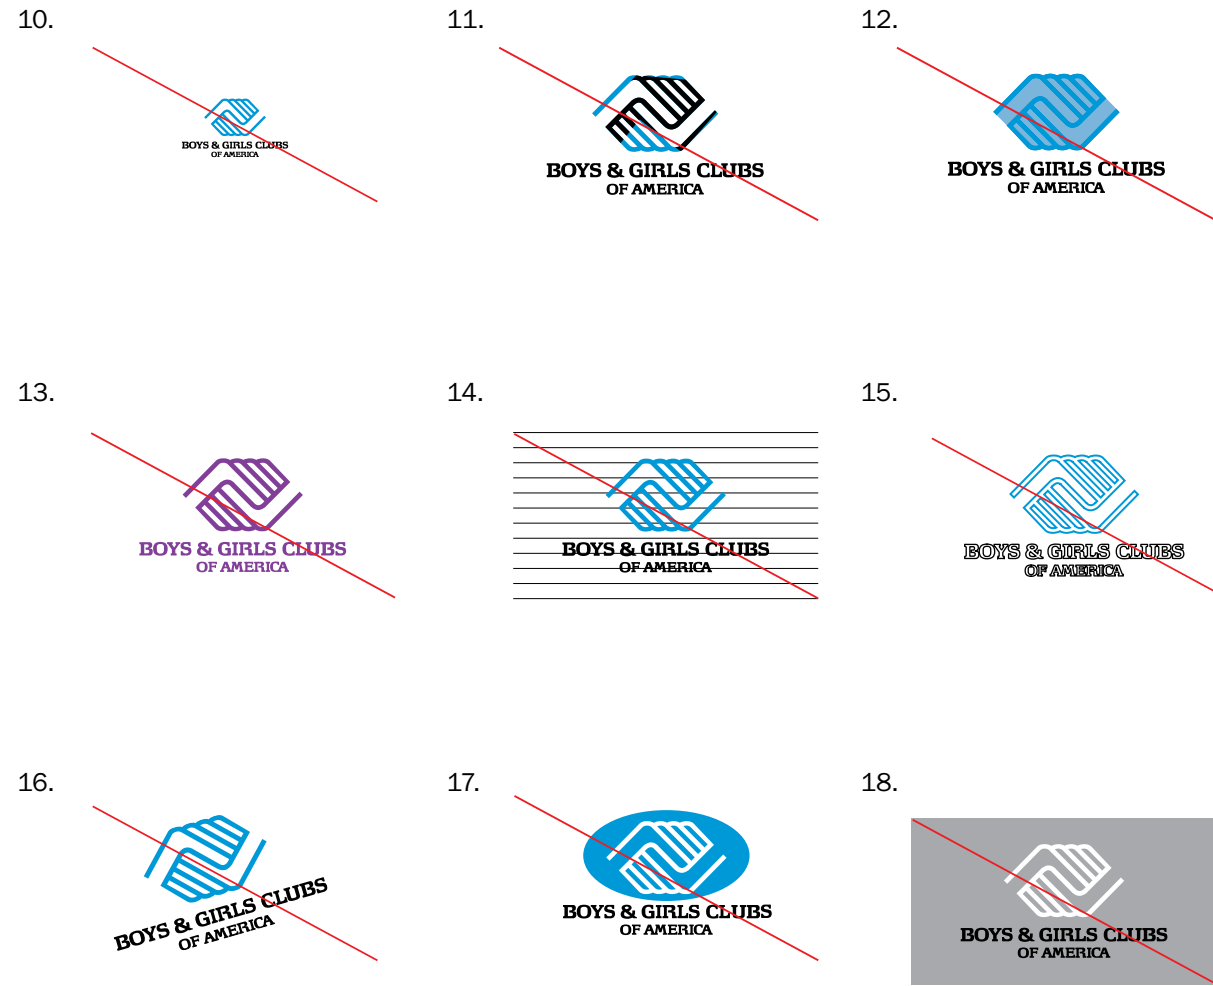 10.
BOYS & GIRLS CLUBS
OF AMERICA
11.
BOYS & GIRLS CLUBS
OF AMERICA
12.
BOYS & GIRLS CLUBS
OF AMERICA
13.
BOYS & GIRLS CLUBS
OF AMERICA
14.
BOYS & GIRLS CLUBS
OF AMERICA
15.
BOYS & GIRLS CLUBS
OF AMERICA
16.
BOYS & GIRLS CLUBS
OF AMERICA
17.
BOYS & GIRLS CLUBS
OF AMERICA
18.
BOYS & GIRLS CLUBS
OF AMERICA